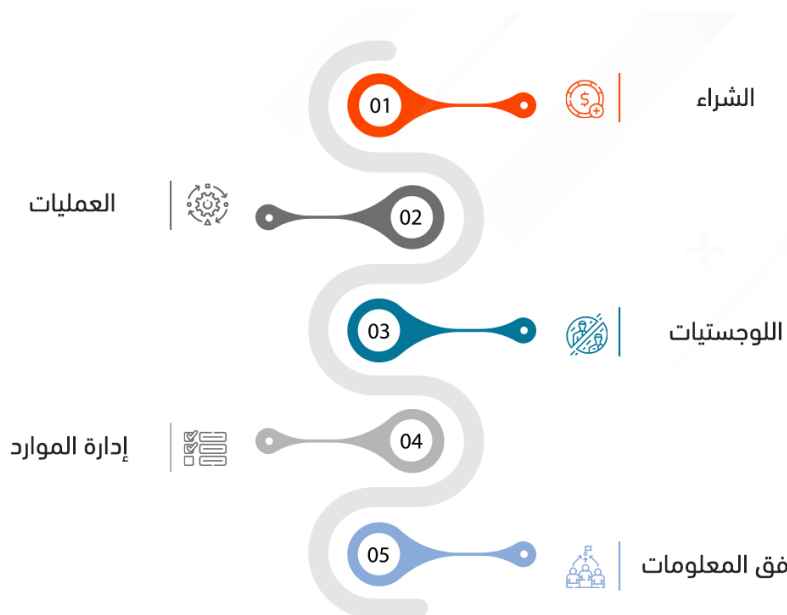 01
الشراء
02
العمليات
03
اللوجستيات
04
إدارة الموارد
05
المعلومات